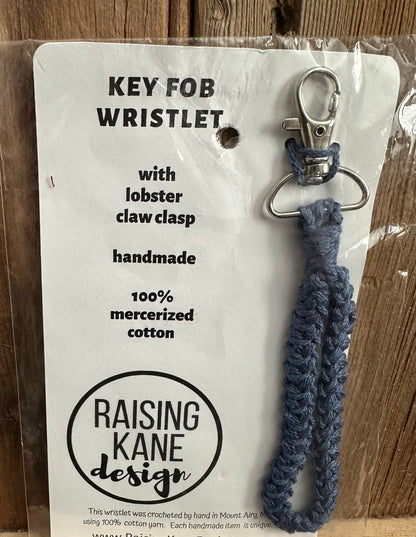 KEY FOB
WRISTLET
with
lobster
claw clasp
handmade
100%
mercerized
cotton
RAISING
KANE
design
This wristlet was crocheted by hand in Mount Airy,
using 100% cotton yarn. Each handmade item is unique.